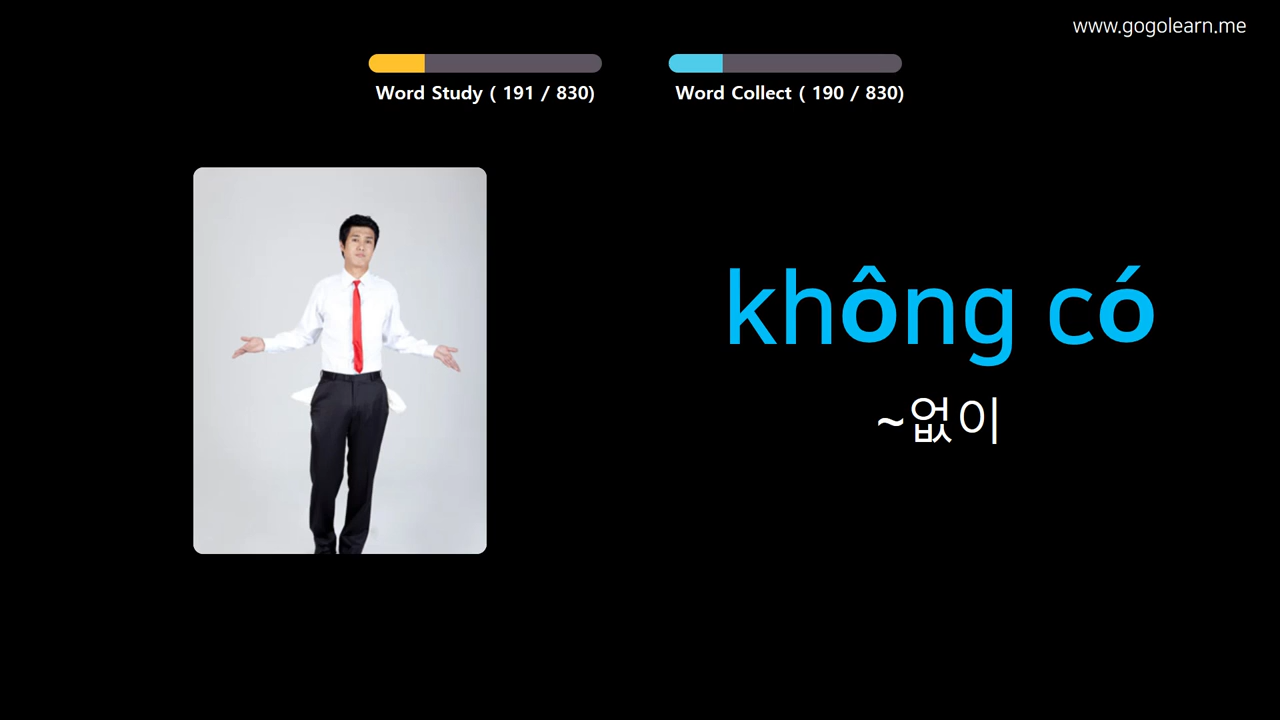 www.gogolearn.me
Word Study ( 191 / 830)
Word Collect ( 190 / 830)
không có
~없이